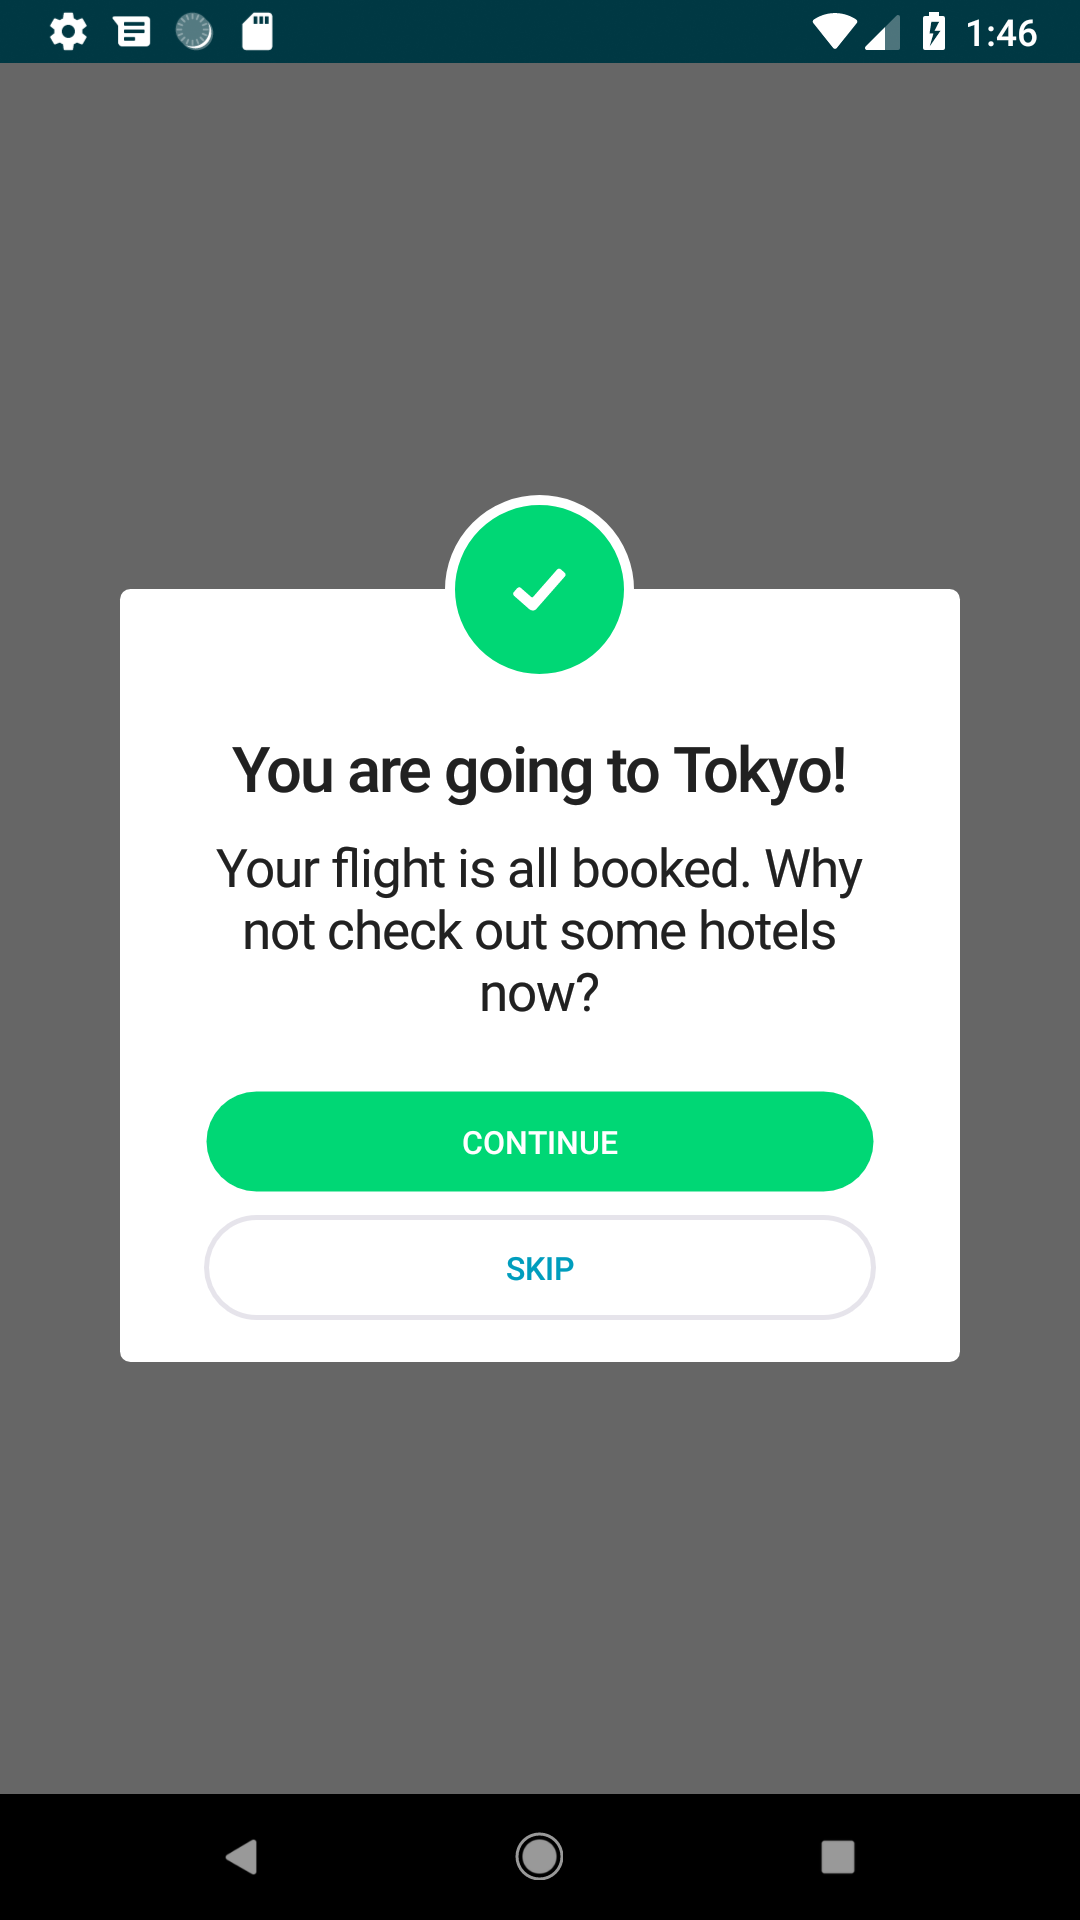 1:46
You are going to Tokyo!
Your flight is all booked. Why
not check out some hotels
now?
CONTINUE
SKIP